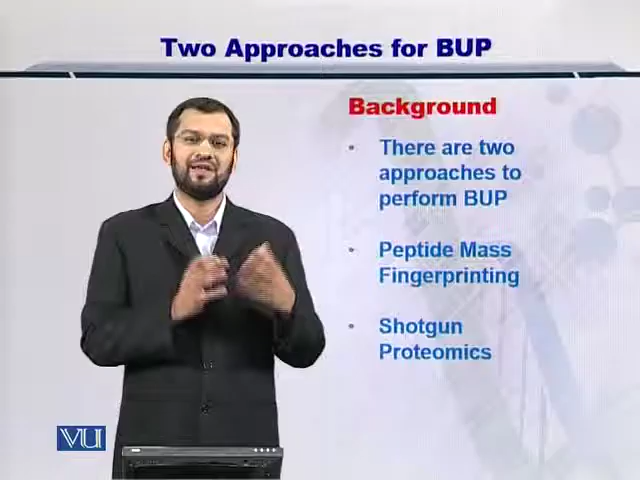 Two Approaches for BUP
Background
• There are two
approaches to
perform BUP
• Peptide Mass
Fingerprinting
• Shotgun
Proteomics
VU